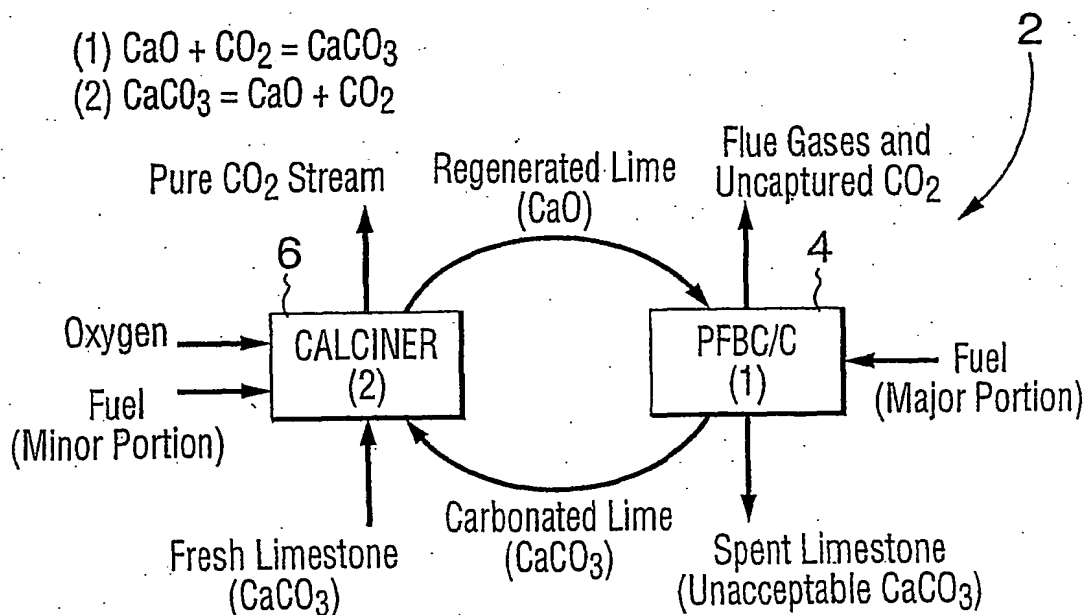 (1) CaO + CO₂ = CaCO₃
(2) CaCO₃ = CaO + CO₂
2
Pure CO₂ Stream
Regenerated Lime
(CaO)
Flue Gases and
Uncaptured CO₂
6
4
Oxygen
Fuel
(Minor Portion)
CALCINER
(2)
PFBC/C
(1)
Fuel
(Major Portion)
Fresh Limestone
(CaCO₃)
Carbonated Lime
(CaCO₃)
Spent Limestone
(Unacceptable CaCO₃)